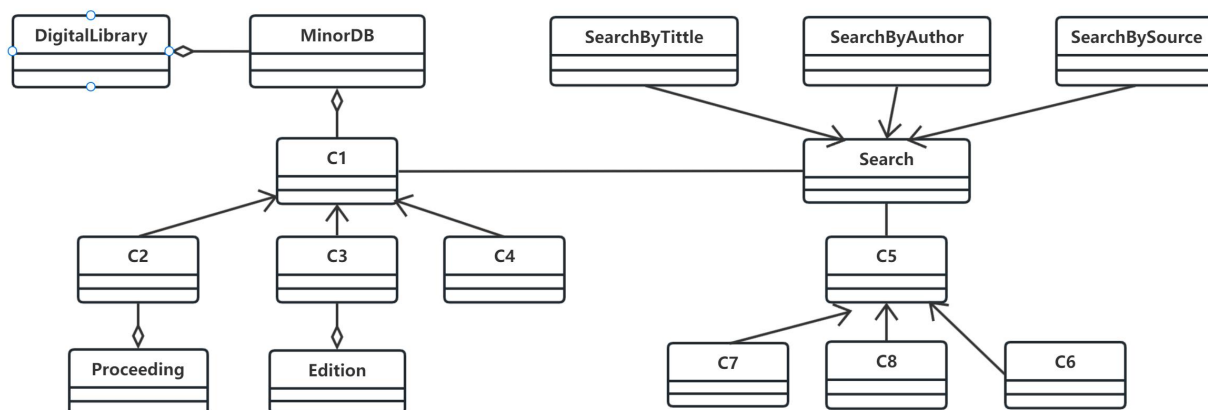 DigitalLibrary
MinorDB
SearchByTittle
SearchByAuthor
SearchBySource
C1
Search
C2
C3
C4
C5
Proceeding
Edition
C7
C8
C6